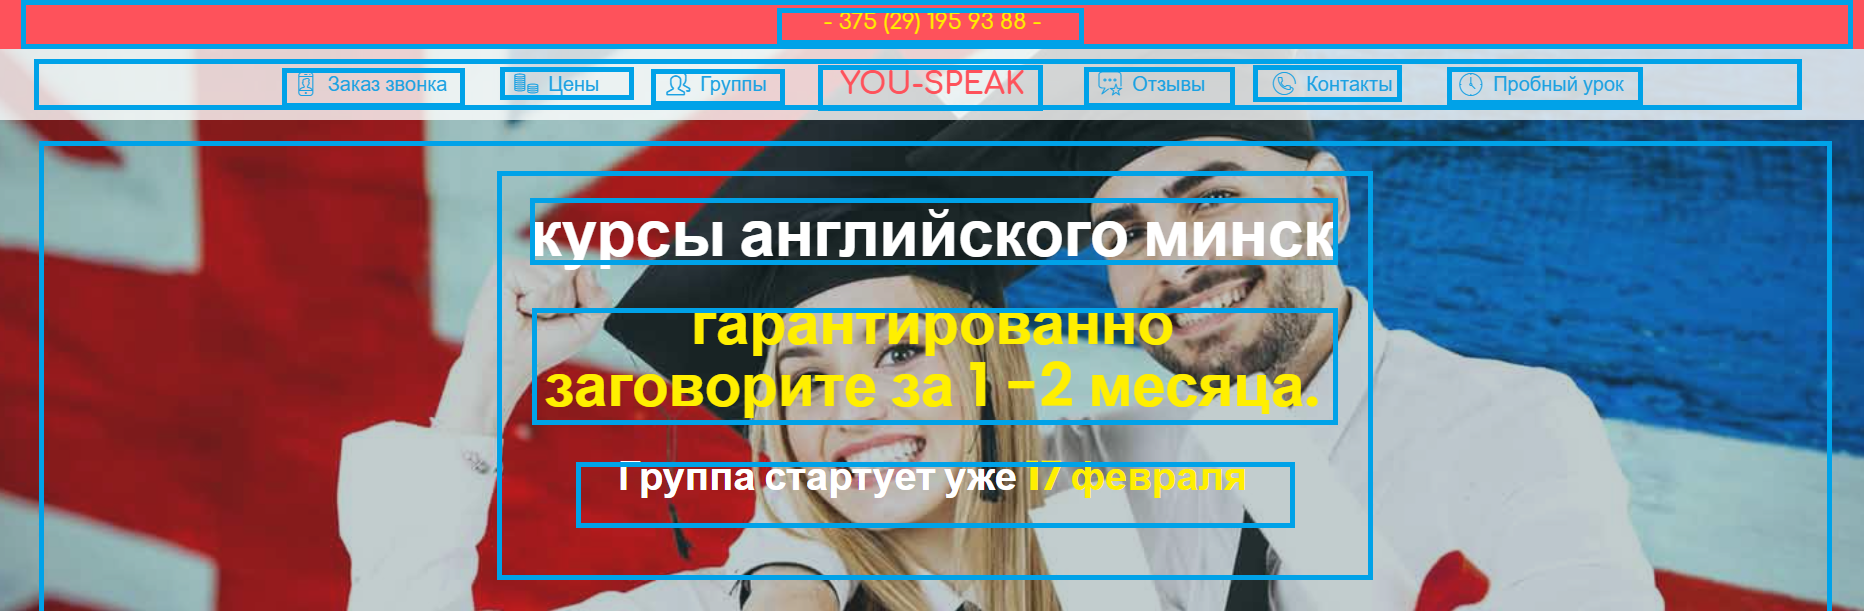 - 375 (29) 195 93 88 -
Заказ звонка Цены Группы YOU-SPEAK Отзывы Контакты Пробный урок
курсы английского минск
гарантированно
заговорите за 1 -2 месяца.
Группа стартует уже 17 февраля